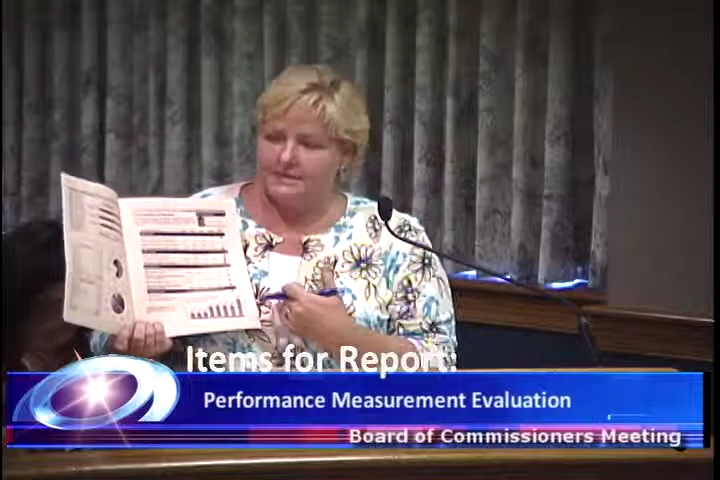 Items for Report:
Performance Measurement Evaluation
Board of Commissioners Meeting